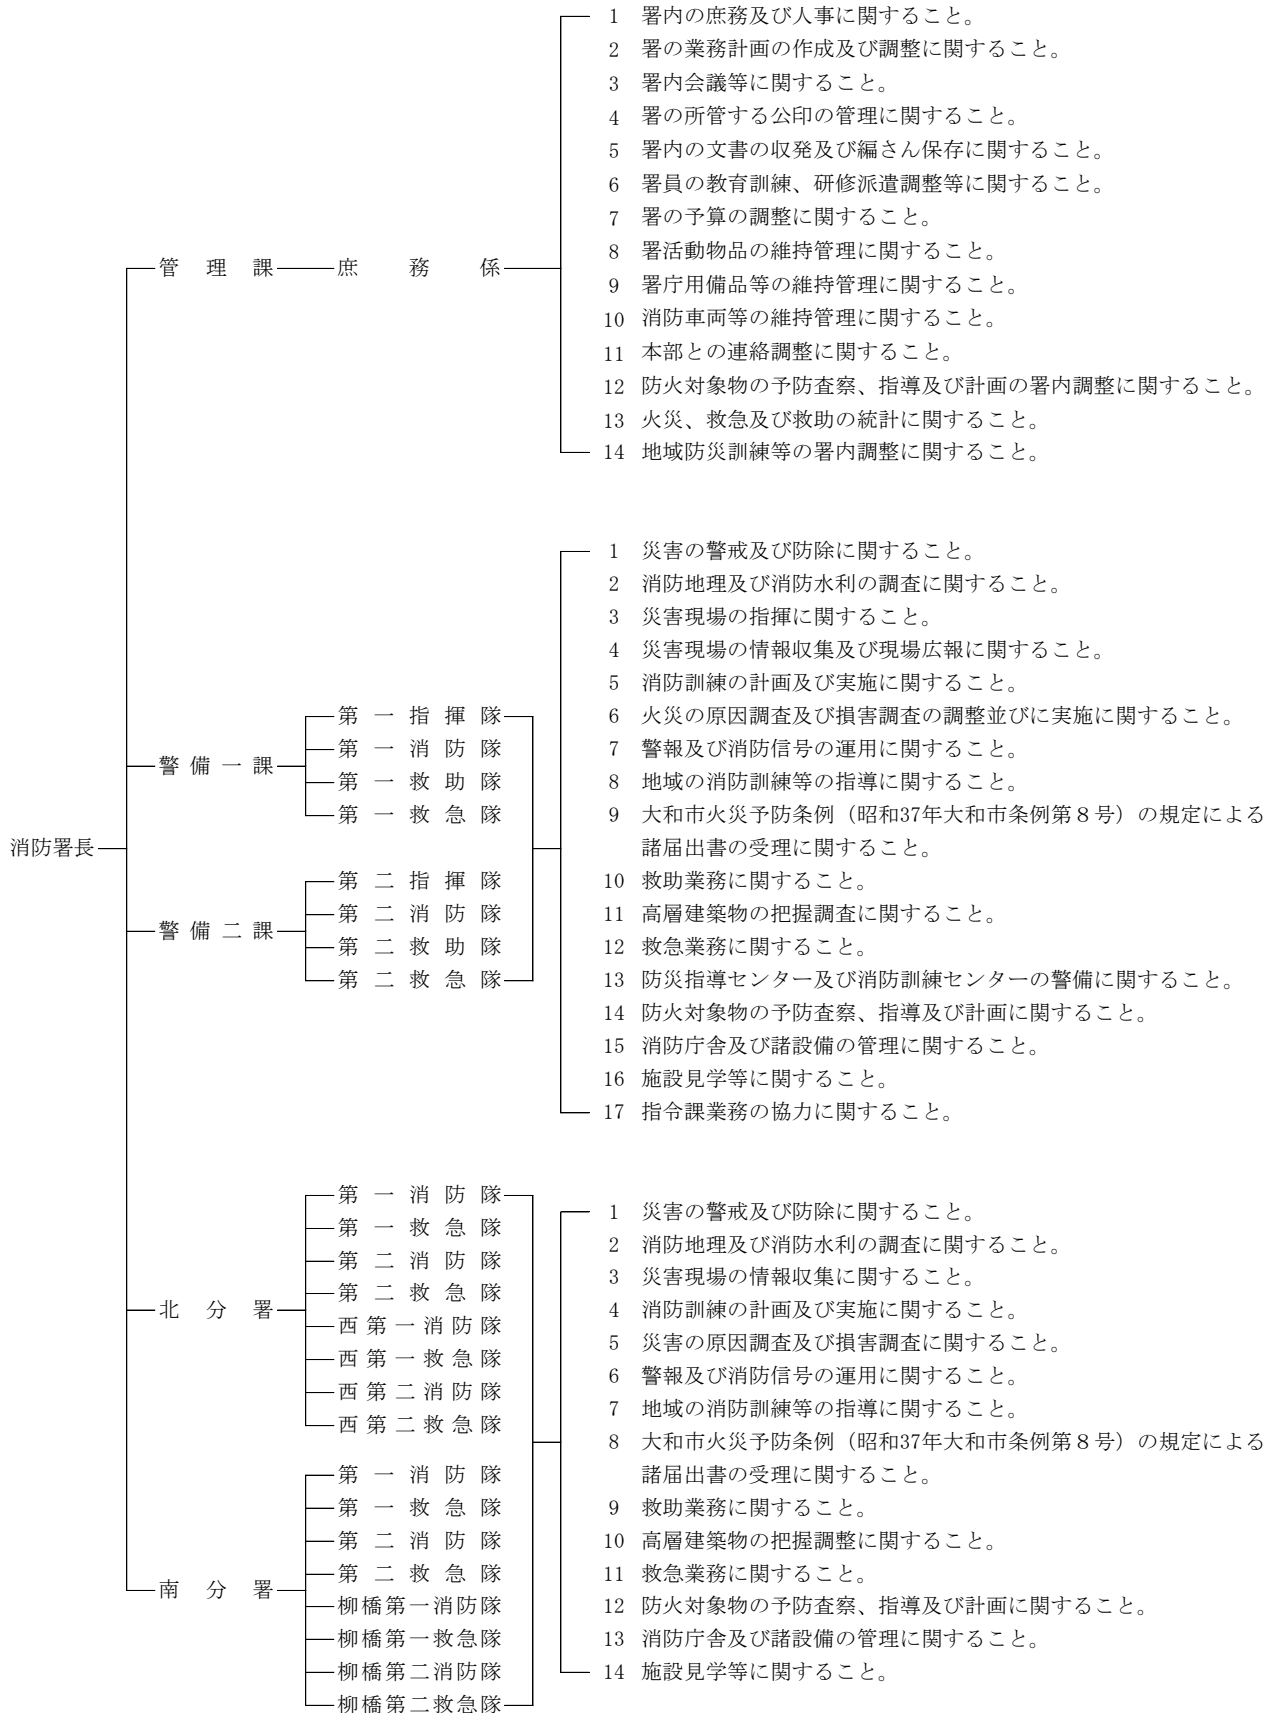 消防署長
管理課
庶務係
1 署内の庶務及び人事に関すること。
2 署の業務計画の作成及び調整に関すること。
3 署内会議等に関すること。
4 署の所管する公印の管理に関すること。
5 署内の文書の収発及び編さん保存に関すること。
6 署員の教育訓練、研修派遣調整等に関すること。
7 署の予算の調整に関すること。
8 署活動物品の維持管理に関すること。
9 署庁用備品等の維持管理に関すること。
10 消防車両等の維持管理に関すること。
11 本部との連絡調整に関すること。
12 防火対象物の予防査察、指導及び計画の署内調整に関すること。
13 火災、救急及び救助の統計に関すること。
14 地域防災訓練等の署内調整に関すること。
警備一課
第一指揮隊
第一消防隊
第一救助隊
第一救急隊
警備二課
第二指揮隊
第二消防隊
第二救助隊
第二救急隊
1 災害の警戒及び防除に関すること。
2 消防地理及び消防水利の調査に関すること。
3 災害現場の指揮に関すること。
4 災害現場の情報収集及び現場広報に関すること。
5 消防訓練の計画及び実施に関すること。
6 火災の原因調査及び損害調査の調整並びに実施に関すること。
7 警報及び消防信号の運用に関すること。
8 地域の消防訓練等の指導に関すること。
9 大和市火災予防条例（昭和37年大和市条例第８号）の規定による
諸届出書の受理に関すること。
10 救助業務に関すること。
11 高層建築物の把握調査に関すること。
12 救急業務に関すること。
13 防災指導センター及び消防訓練センターの警備に関すること。
14 防火対象物の予防査察、指導及び計画に関すること。
15 消防庁舎及び諸設備の管理に関すること。
16 施設見学等に関すること。
17 指令課業務の協力に関すること。
北分署
第一消防隊
第一救急隊
第二消防隊
第二救急隊
西第一消防隊
西第一救急隊
西第二消防隊
西第二救急隊
南分署
第一消防隊
第一救急隊
第二消防隊
第二救急隊
柳橋第一消防隊
柳橋第一救急隊
柳橋第二消防隊
柳橋第二救急隊
1 災害の警戒及び防除に関すること。
2 消防地理及び消防水利の調査に関すること。
3 災害現場の情報収集に関すること。
4 消防訓練の計画及び実施に関すること。
5 災害の原因調査及び損害調査に関すること。
6 警報及び消防信号の運用に関すること。
7 地域の消防訓練等の指導に関すること。
8 大和市火災予防条例（昭和37年大和市条例第８号）の規定による
諸届出書の受理に関すること。
9 救助業務に関すること。
10 高層建築物の把握調整に関すること。
11 救急業務に関すること。
12 防火対象物の予防査察、指導及び計画に関すること。
13 消防庁舎及び諸設備の管理に関すること。
14 施設見学等に関すること。